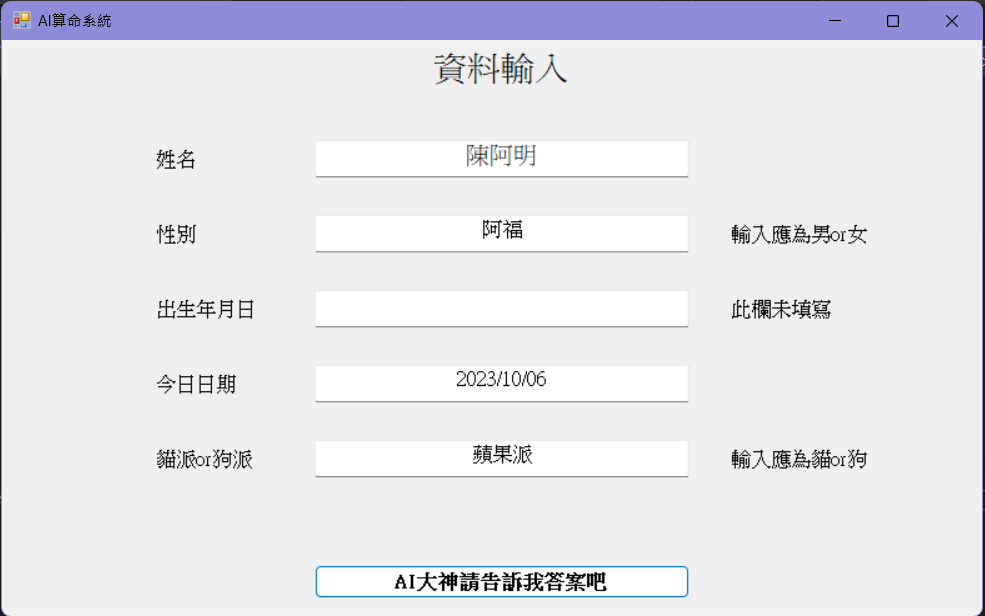 AI算命系統
資料輸入
姓名
陳阿明
性別
阿福
輸入應為男or女
出生年月日
此欄未填寫
今日日期
2023/10/06
貓派or狗派
蘋果派
輸入應為貓or狗
AI大神請告訴我答案吧